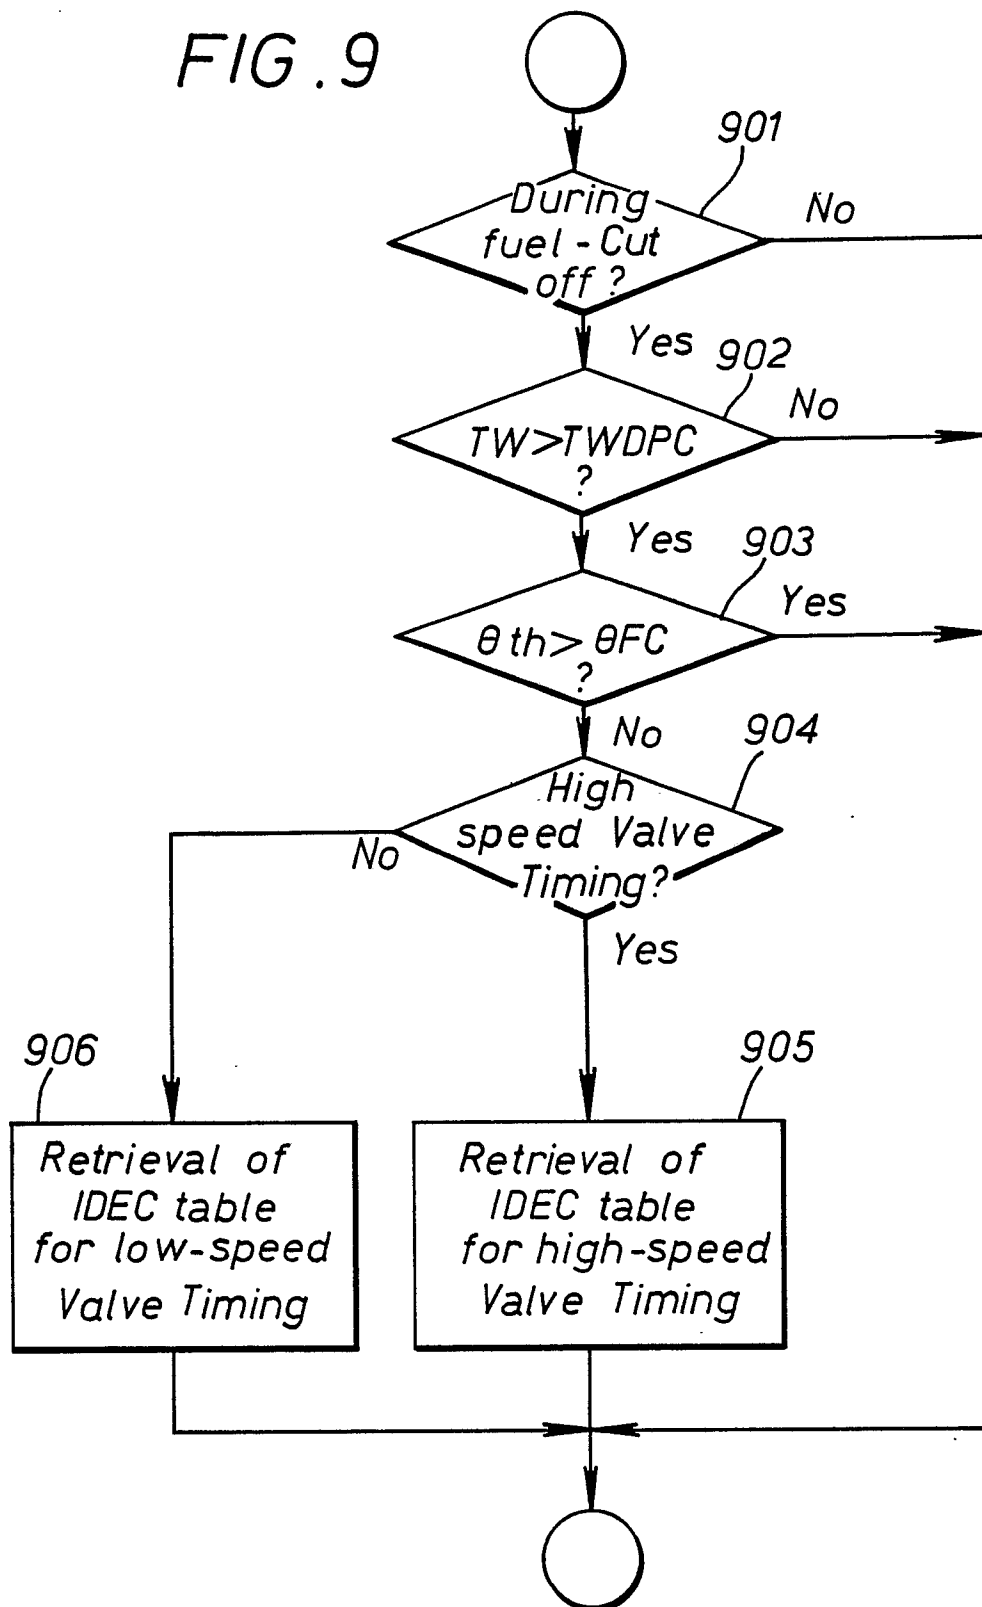 FIG. 9
901
During
fuel-Cut
off?
No
Yes
902
TW>TWDPC
?
No
Yes
903
θth>θFC
?
Yes
No
904
High
speed Valve
Timing?
No
Yes
906
Retrieval of
IDEC table
for low-speed
Valve Timing
905
Retrieval of
IDEC table
for high-speed
Valve Timing